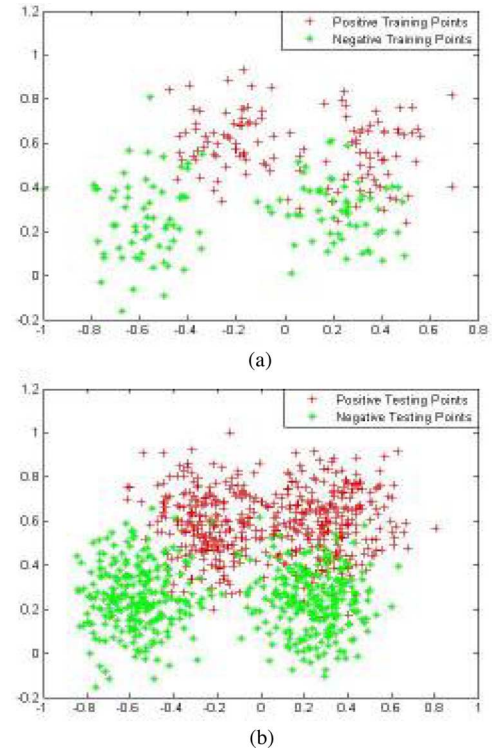 1.2
Positive Training Points
Negative Training Points
1
0.8
0.6
0.4
0.2
0
-0.2
-1 -0.8 -0.6 -0.4 -0.2 0 0.2 0.4 0.6 0.8
(a)
1.2
Positive Testing Points
Negative Testing Points
1
0.8
0.6
0.4
0.2
0
-0.2
-1 -0.8 -0.6 -0.4 -0.2 0 0.2 0.4 0.6 0.8 1
(b)